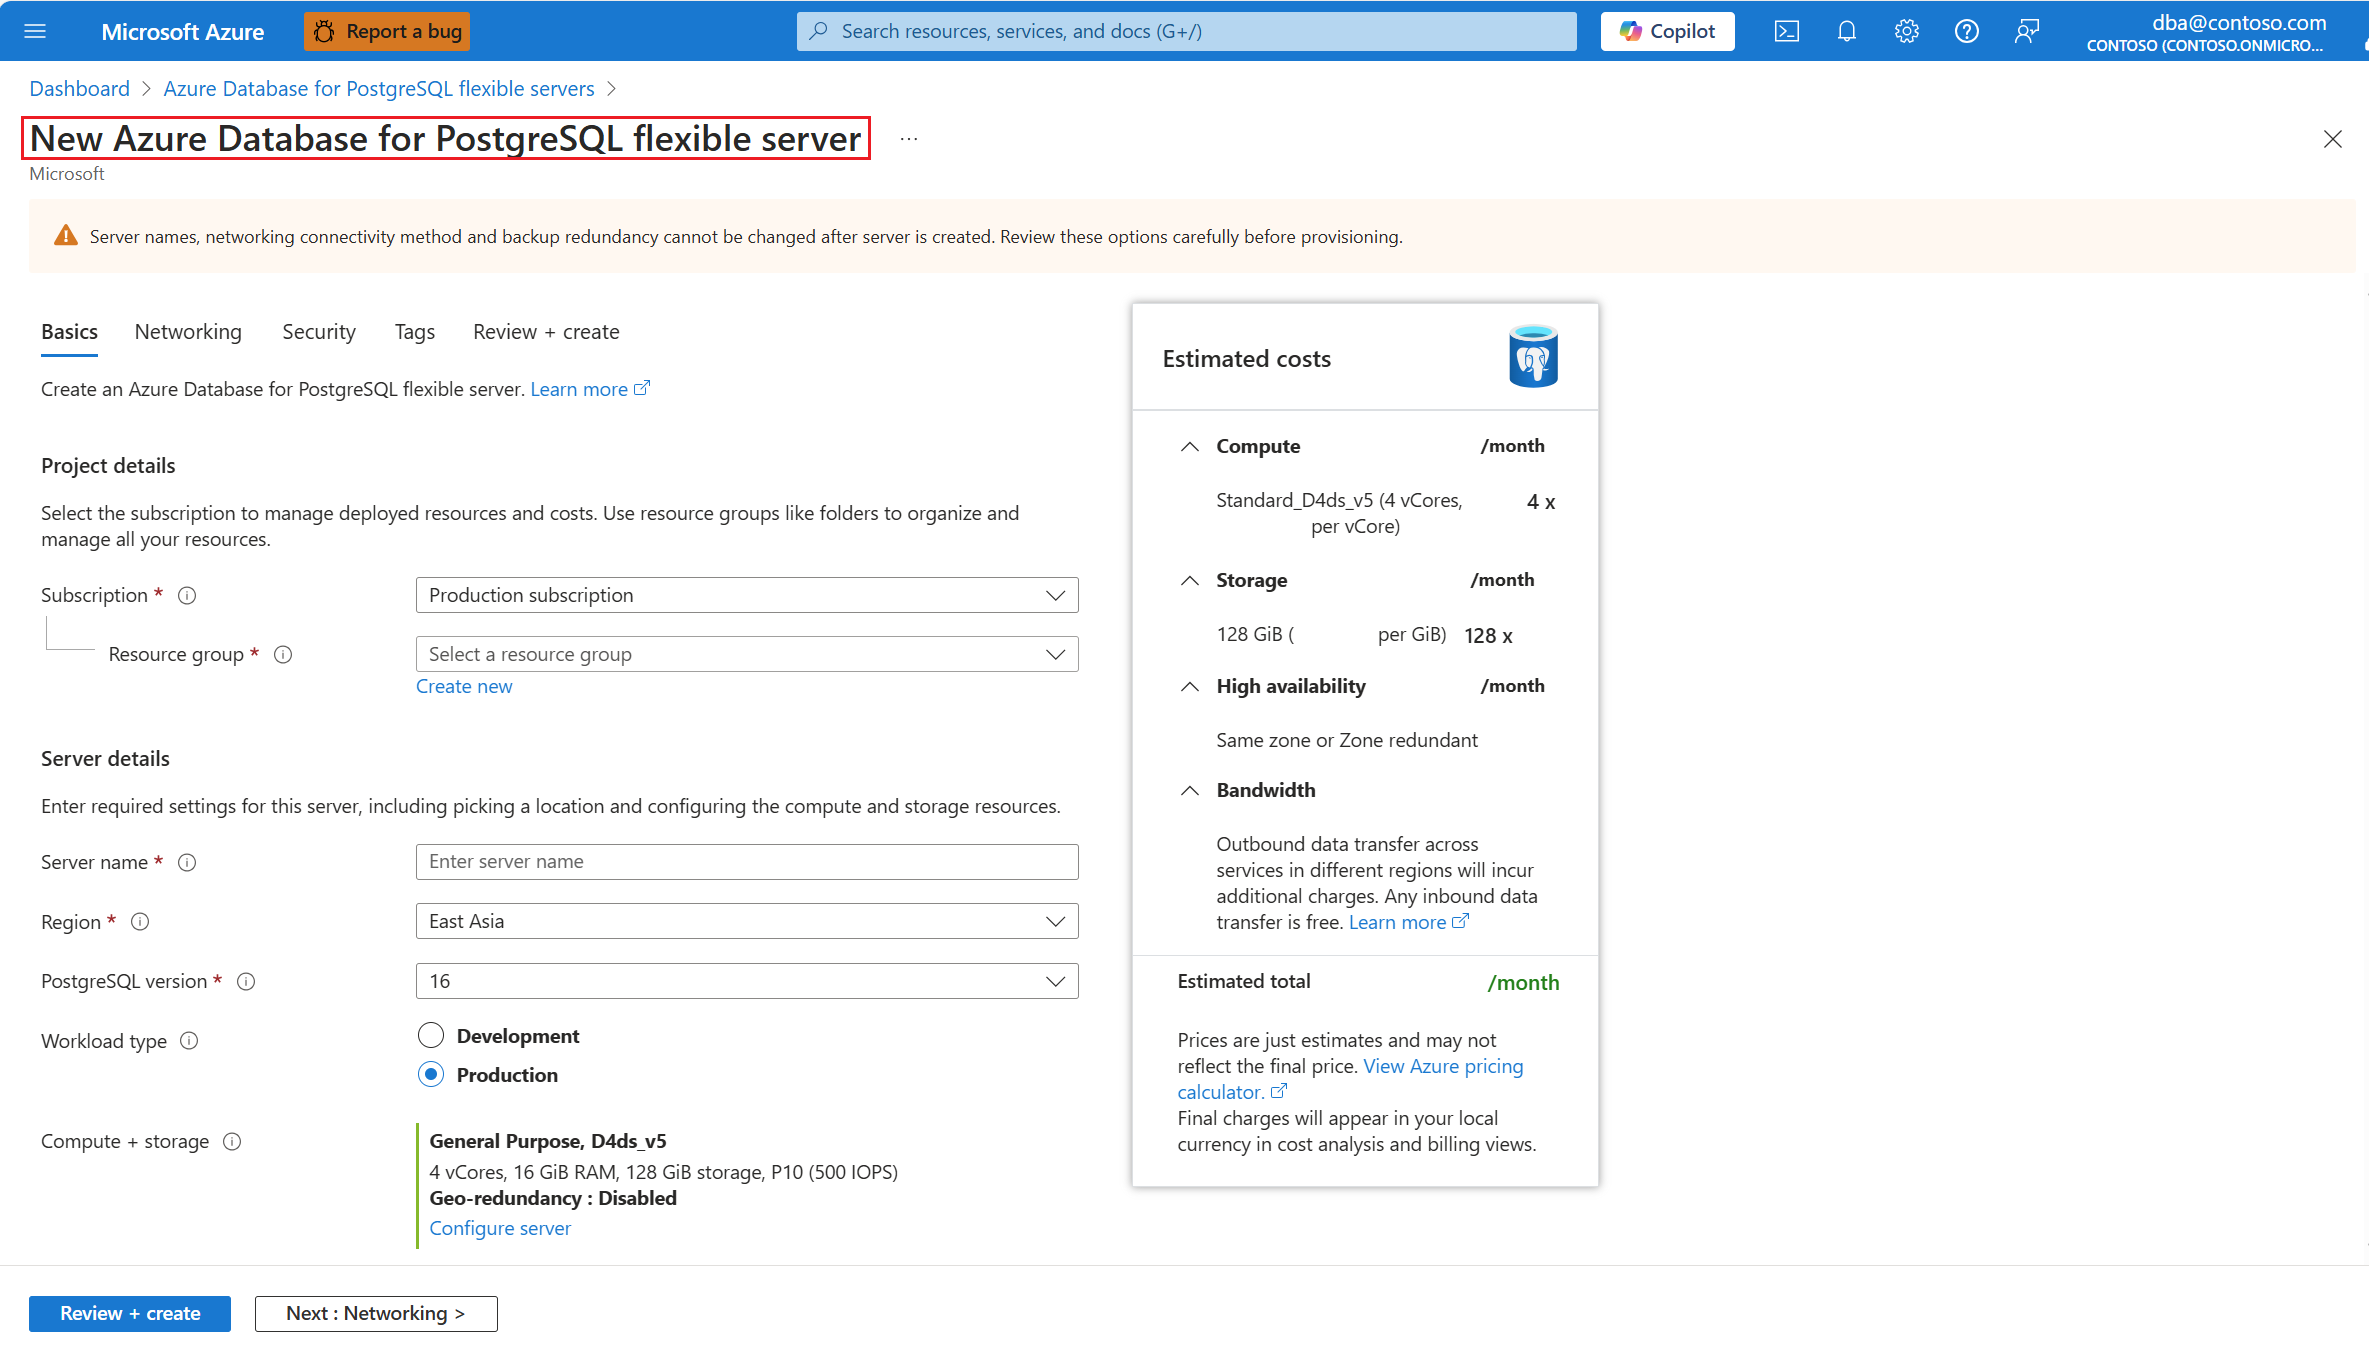 Microsoft Azure
Report a bug
Search resources, services, and docs (G+/)
Copilot
dba@contoso.com
CONTOSO (CONTOSO.ONMICRO...
Dashboard > Azure Database for PostgreSQL flexible servers >
New Azure Database for PostgreSQL flexible server ...
Microsoft
Server names, networking connectivity method and backup redundancy cannot be changed after server is created. Review these options carefully before provisioning.
Basics Networking Security Tags Review + create
Create an Azure Database for PostgreSQL flexible server. Learn more
Project details
Select the subscription to manage deployed resources and costs. Use resource groups like folders to organize and
manage all your resources.
Subscription *
Production subscription
Resource group *
Select a resource group
Create new
Server details
Enter required settings for this server, including picking a location and configuring the compute and storage resources.
Server name *
Enter server name
Region *
East Asia
PostgreSQL version *
16
Workload type
Development
Production
Compute + storage
General Purpose, D4ds_v5
4 vCores, 16 GiB RAM, 128 GiB storage, P10 (500 IOPS)
Geo-redundancy : Disabled
Configure server
Estimated costs
Compute /month
Standard_D4ds_v5 (4 vCores, 4 x
per vCore)
Storage /month
128 GiB ( per GiB) 128 x
High availability /month
Same zone or Zone redundant
Bandwidth
Outbound data transfer across
services in different regions will incur
additional charges. Any inbound data
transfer is free. Learn more
Estimated total /month
Prices are just estimates and may not
reflect the final price. View Azure pricing
calculator.
Final charges will appear in your local
currency in cost analysis and billing views.
Review + create
Next : Networking >